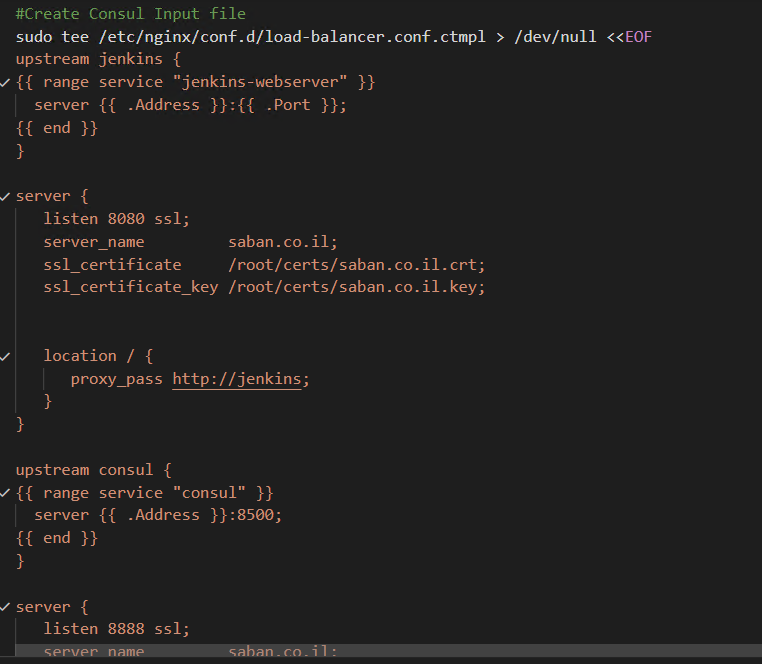 #Create Consul Input file
sudo tee /etc/nginx/conf.d/load-balancer.conf.ctmpl > /dev/null <<EOF
upstream jenkins {
{{ range service "jenkins-webserver" }}
  server {{ .Address }}:{{ .Port }};
{{ end }}
}

server {
   listen 8080 ssl;
   server_name         saban.co.il;
   ssl_certificate     /root/certs/saban.co.il.crt;
   ssl_certificate_key /root/certs/saban.co.il.key;


   location / {
      proxy_pass http://jenkins;
   }
}

upstream consul {
{{ range service "consul" }}
  server {{ .Address }}:8500;
{{ end }}
}

server {
   listen 8888 ssl;
   server_name         saban.co.il;